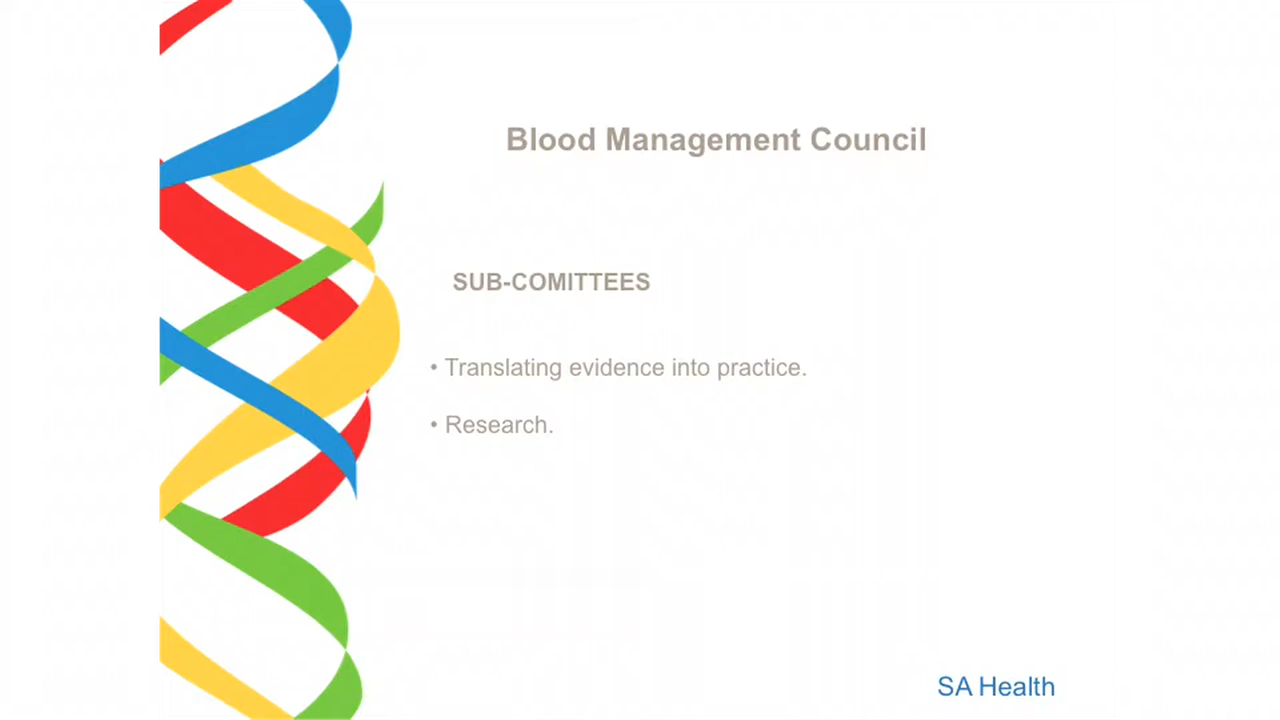 Blood Management Council
SUB-COMITTEES
• Translating evidence into practice.
• Research.
SA Health